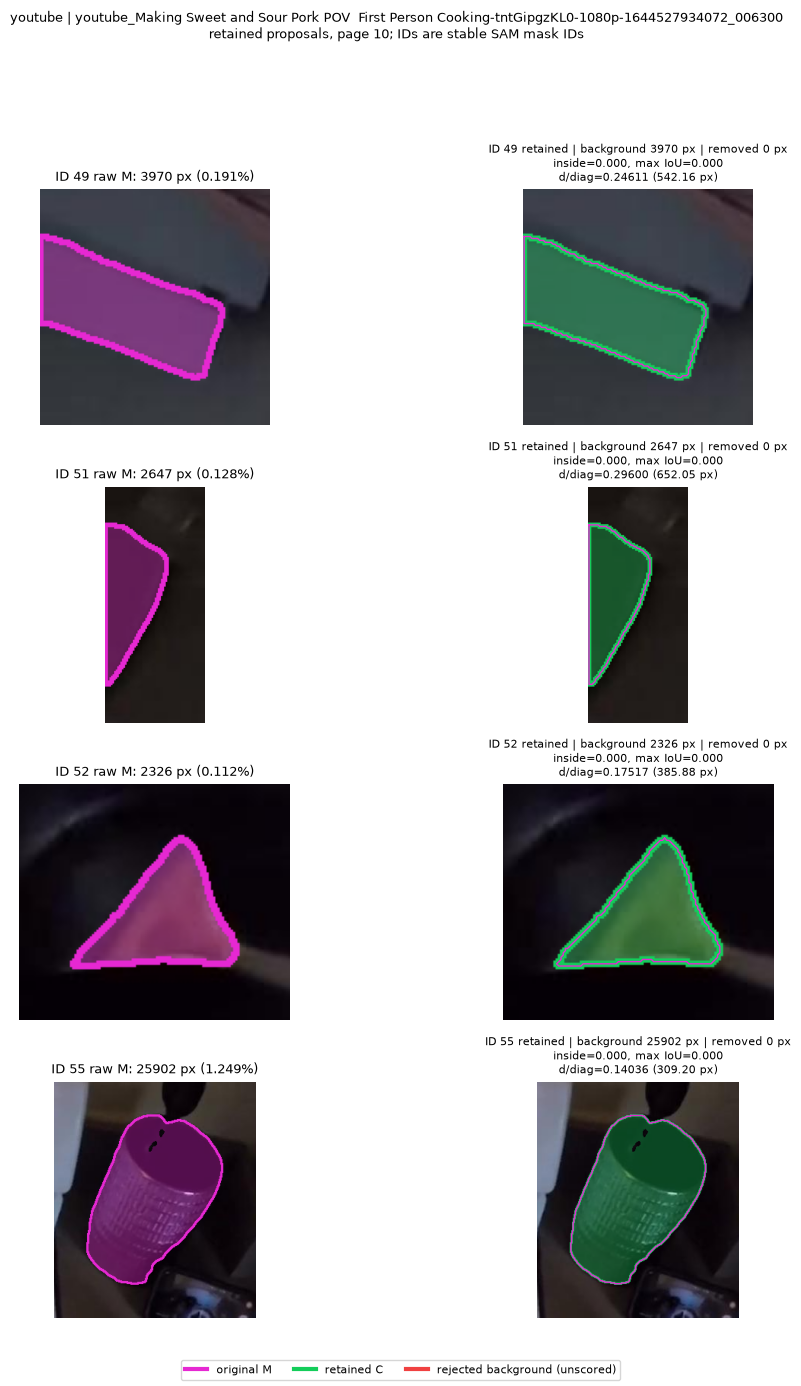 youtube | youtube_Making Sweet and Sour Pork POV  First Person Cooking-tntGipgzKL0-1080p-1644527934072_006300
retained proposals, page 10; IDs are stable SAM mask IDs
ID 49 raw M: 3970 px (0.191%)
ID 49 retained | background 3970 px | removed 0 px
inside=0.000, max IoU=0.000
d/diag=0.24611 (542.16 px)
ID 51 raw M: 2647 px (0.128%)
ID 51 retained | background 2647 px | removed 0 px
inside=0.000, max IoU=0.000
d/diag=0.29600 (652.05 px)
ID 52 raw M: 2326 px (0.112%)
ID 52 retained | background 2326 px | removed 0 px
inside=0.000, max IoU=0.000
d/diag=0.17517 (385.88 px)
ID 55 raw M: 25902 px (1.249%)
ID 55 retained | background 25902 px | removed 0 px
inside=0.000, max IoU=0.000
d/diag=0.14036 (309.20 px)
original M
retained C
rejected background (unscored)